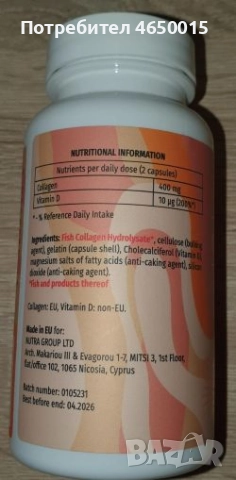 Потребител 4650015
NUTRITIONAL INFORMATION
Nutrients per daily dose (2 capsules)
Collagen 400 mg
Vitamin D 10 µg (200%*)
* - % Reference Daily Intake
Ingredients: Fish Collagen Hydrolysate*, cellulose (bulking
agent), gelatin (capsule shell), Cholecalciferol (Vitamin D),
magnesium salts of fatty acids (anti-caking agent), silicon
dioxide (anti-caking agent).
*Fish and products thereof
Collagen: EU, Vitamin D: non-EU.
Made in EU for:
NUTRA GROUP LTD
Arch. Makariou III & Evagorou 1-7, MITSI 3, 1st Floor,
flat/office 102, 1065 Nicosia, Cyprus
Batch number: 0105231
Best before end: 04.2026
BAZAR